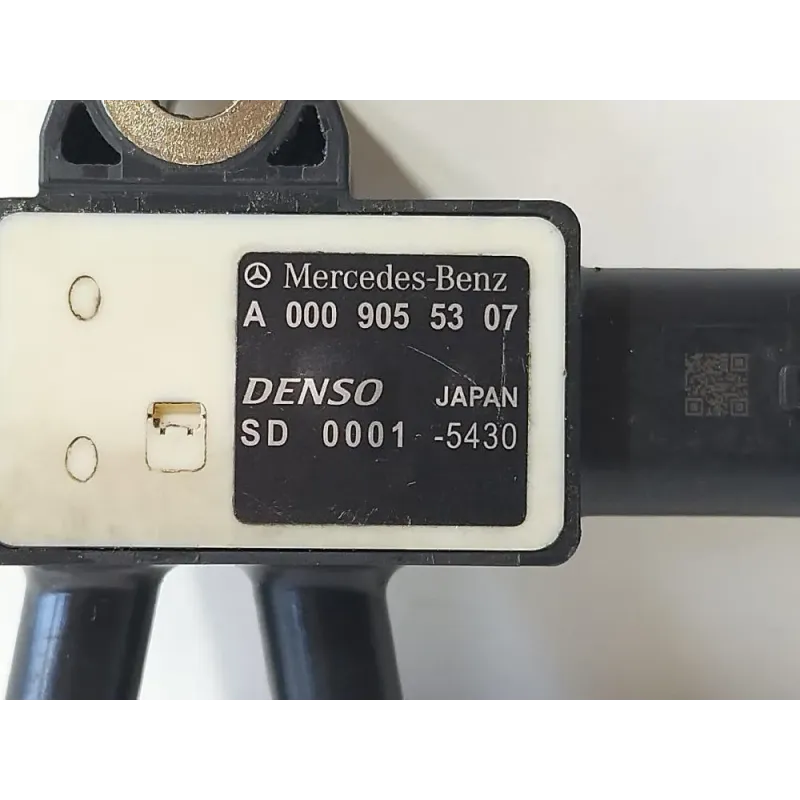 Mercedes-Benz
A 000 905 53 07
DENSO JAPAN
SD 0001 -5430